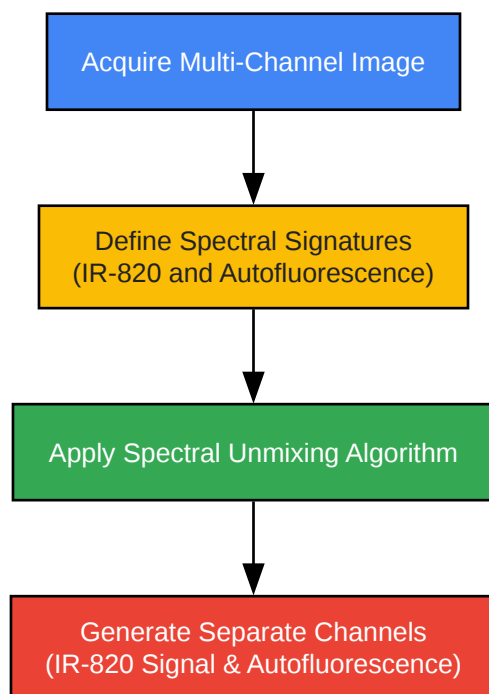 Acquire Multi-Channel Image
Define Spectral Signatures
(IR-820 and Autofluorescence)
Apply Spectral Unmixing Algorithm
Generate Separate Channels
(IR-820 Signal & Autofluorescence)